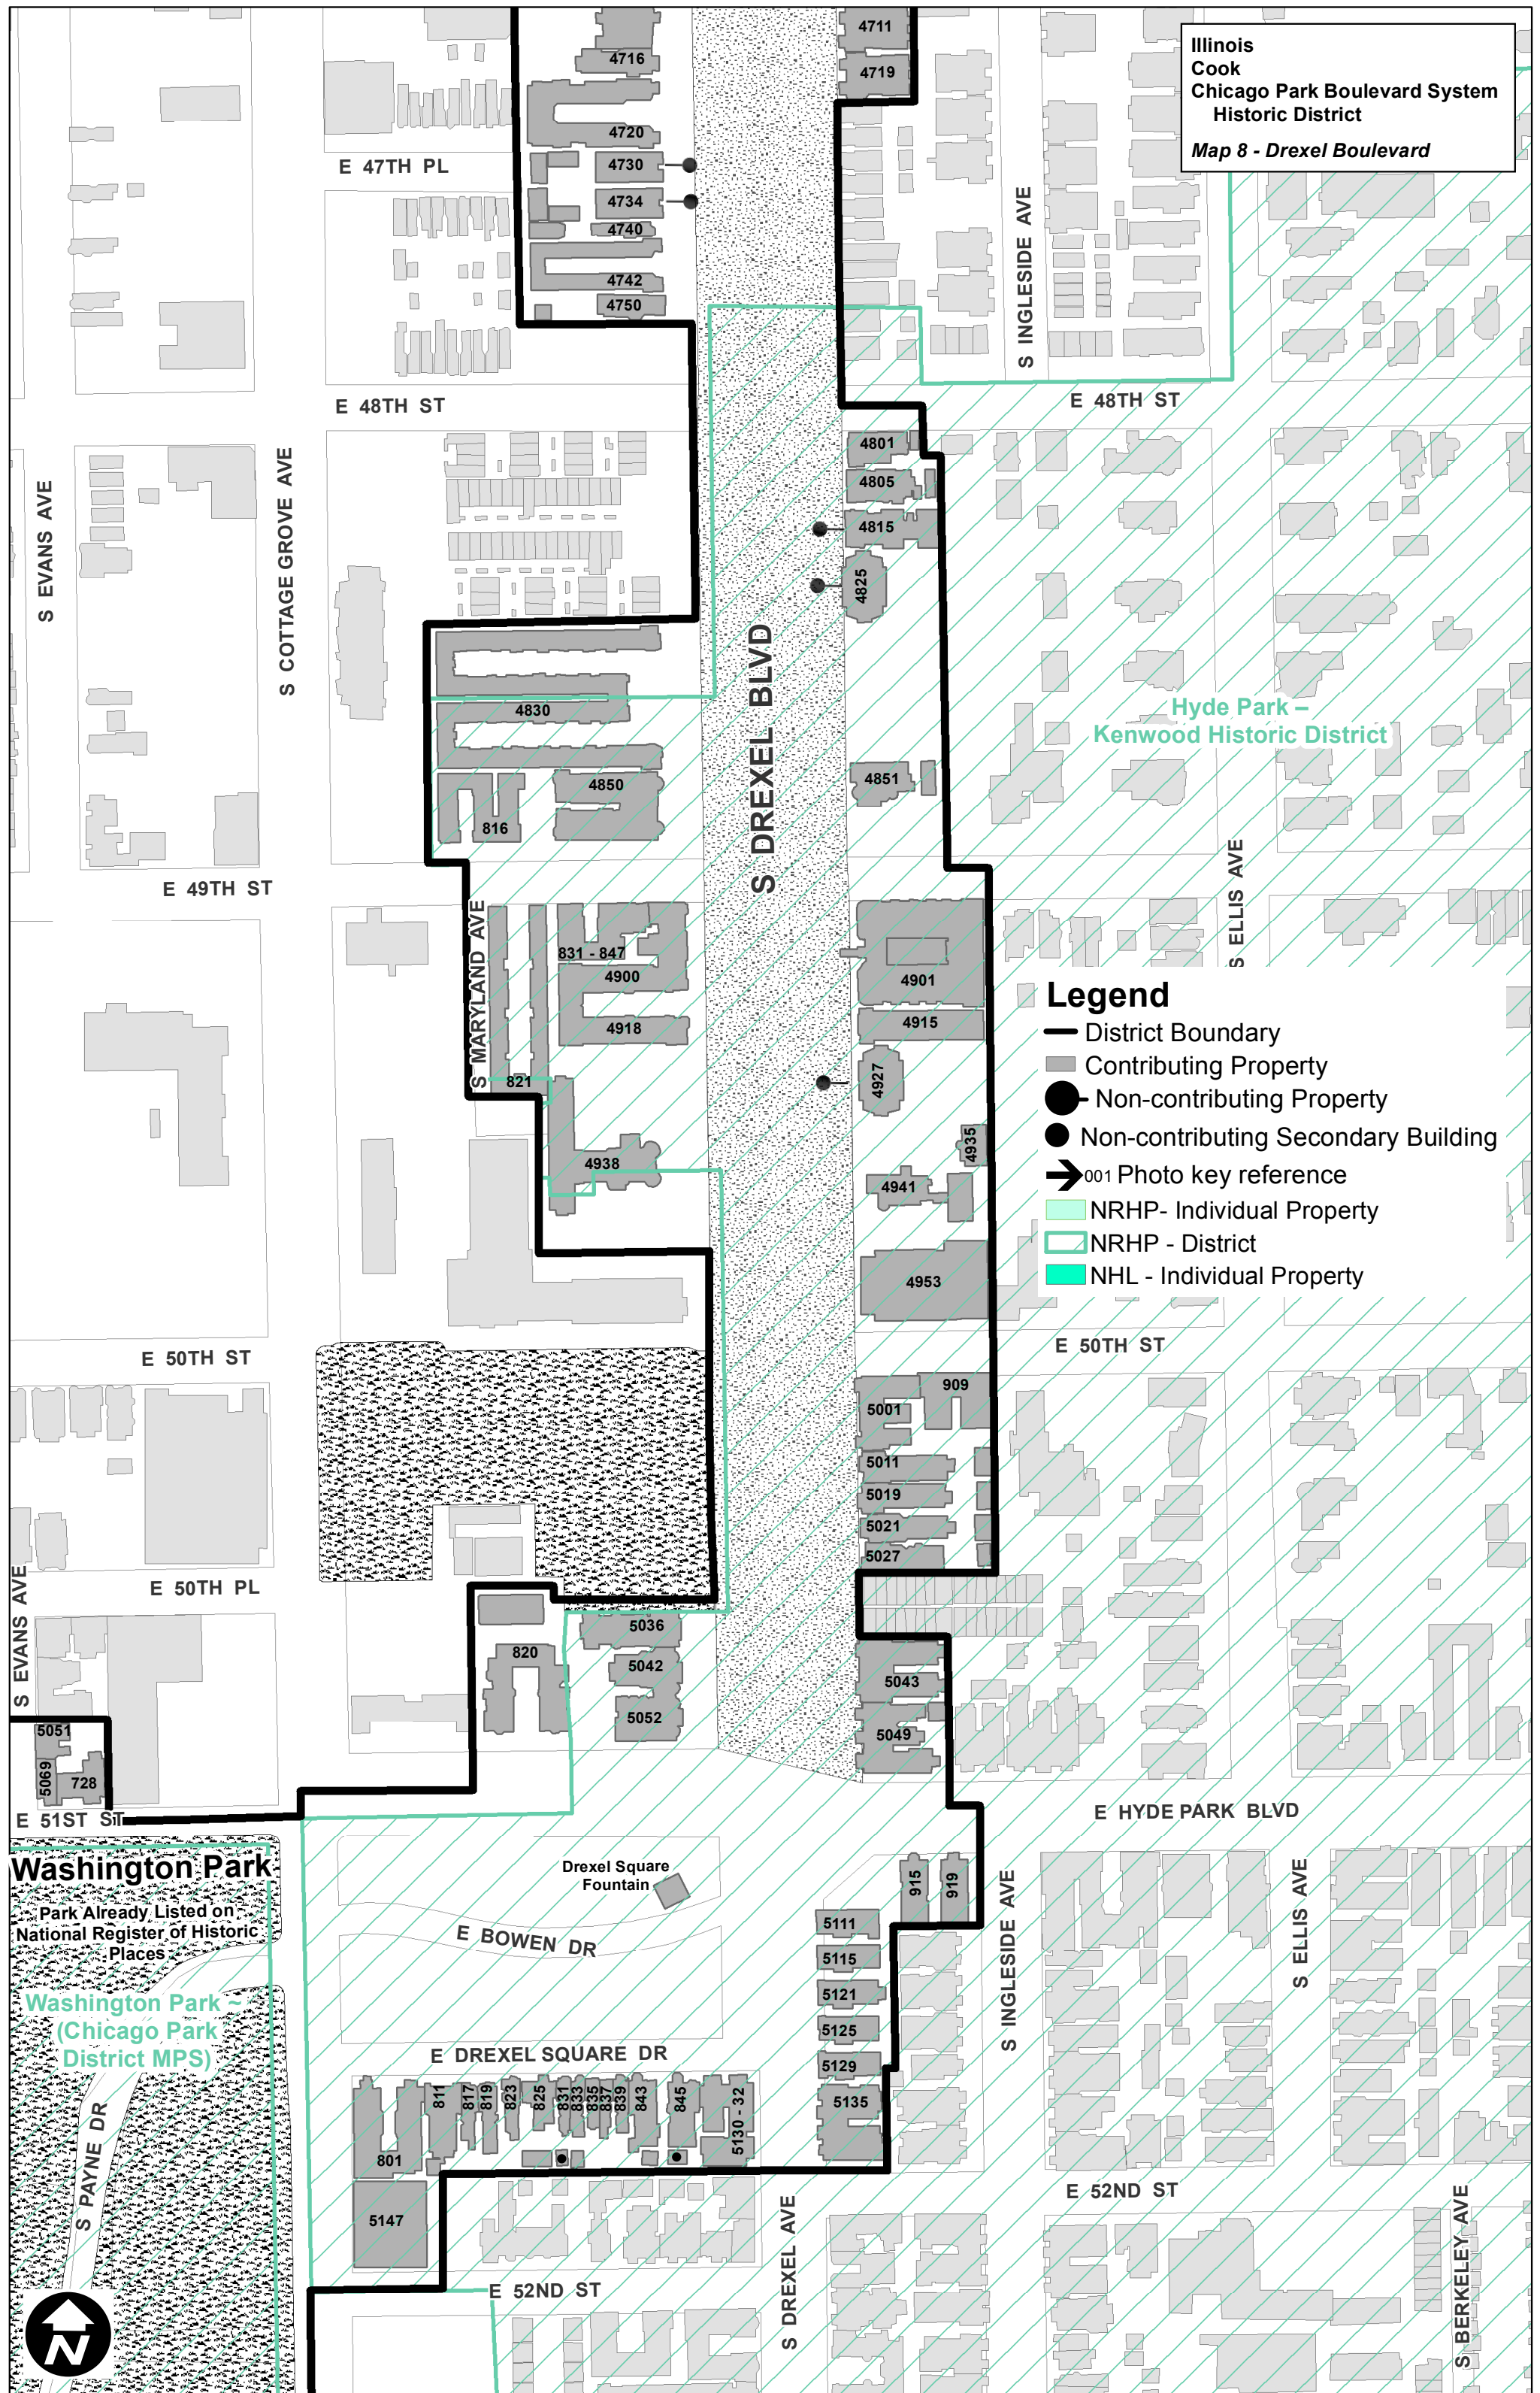 Illinois
Cook
Chicago Park Boulevard System
Historic District
Map 8 - Drexel Boulevard
4711
4716
4719
4720
E 47TH PL
4730
4734
4740
4742
4750
S INGLESIDE AVE
E 48TH ST
E 48TH ST
4801
4805
4815
4825
S EVANS AVE
S COTTAGE GROVE AVE
S DREXEL BLVD
Hyde Park –
Kenwood Historic District
4830
4850
4851
816
E 49TH ST
S ELLIS AVE
S MARYLAND AVE
831 - 847
4900
4901
4918
4915
821
4927
4935
4938
4941
4953
Legend
District Boundary
Contributing Property
Non-contributing Property
Non-contributing Secondary Building
001 Photo key reference
NRHP- Individual Property
NRHP - District
NHL - Individual Property
E 50TH ST
E 50TH ST
909
5001
5011
5019
5021
5027
E 50TH PL
S EVANS AVE
5036
820
5042
5043
5052
5049
5051
5069
728
E 51ST ST
E HYDE PARK BLVD
Washington Park
Park Already Listed on
National Register of Historic
Places
Washington Park ~
(Chicago Park
District MPS)
Drexel Square
Fountain
915
919
E BOWEN DR
5111
5115
5121
5125
5129
5135
S INGLESIDE AVE
S ELLIS AVE
E DREXEL SQUARE DR
801
811
817
819
823
825
831
833
835
837
839
843
845
5130 - 32
S PAYNE DR
5147
E 52ND ST
E 52ND ST
S DREXEL AVE
S BERKELEY AVE
N